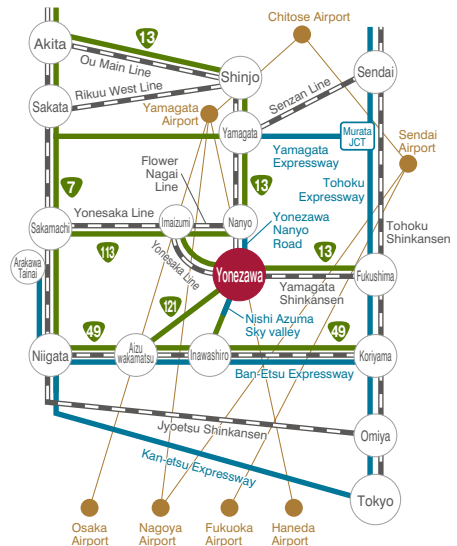 Chitose Airport
13
Akita
Ou Main Line
Shinjo
Sendai
Rikuu West Line
Senzan Line
Sakata
Yamagata
Airport
Yamagata
Murata
JCT
Sendai
Airport
Yamagata
Expressway
Flower
Nagai
Line
Tohoku
Expressway
7
13
Yonesaka Line
Imaizumi
Nanyo
Sakamachi
Yonezawa
Nanyo
Road
Tohoku
Shinkansen
113
Yonesaka Line
13
Arakawa
Tainai
Yonezawa
Fukushima
Yamagata
Shinkansen
121
Nishi Azuma
Sky valley
49
49
Niigata
Aizu
wakamatsu
Inawashiro
Koriyama
Ban-Etsu Expressway
Jyoetsu Shinkansen
Omiya
Kan-etsu Expressway
Tokyo
Osaka
Airport
Nagoya
Airport
Fukuoka
Airport
Haneda
Airport